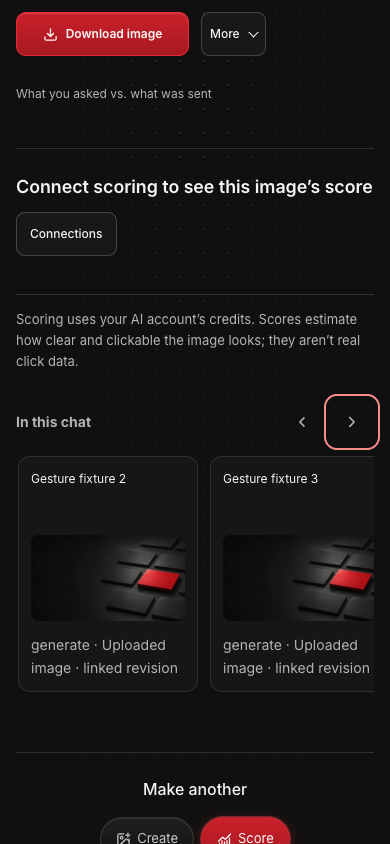 Download image
More
What you asked vs. what was sent
Connect scoring to see this image’s score
Connections
Scoring uses your AI account’s credits. Scores estimate
how clear and clickable the image looks; they aren’t real
click data.
In this chat
Gesture fixture 2
generate · Uploaded
image · linked revision
Gesture fixture 3
generate · Uploaded
image · linked revision
Make another
Create
Score